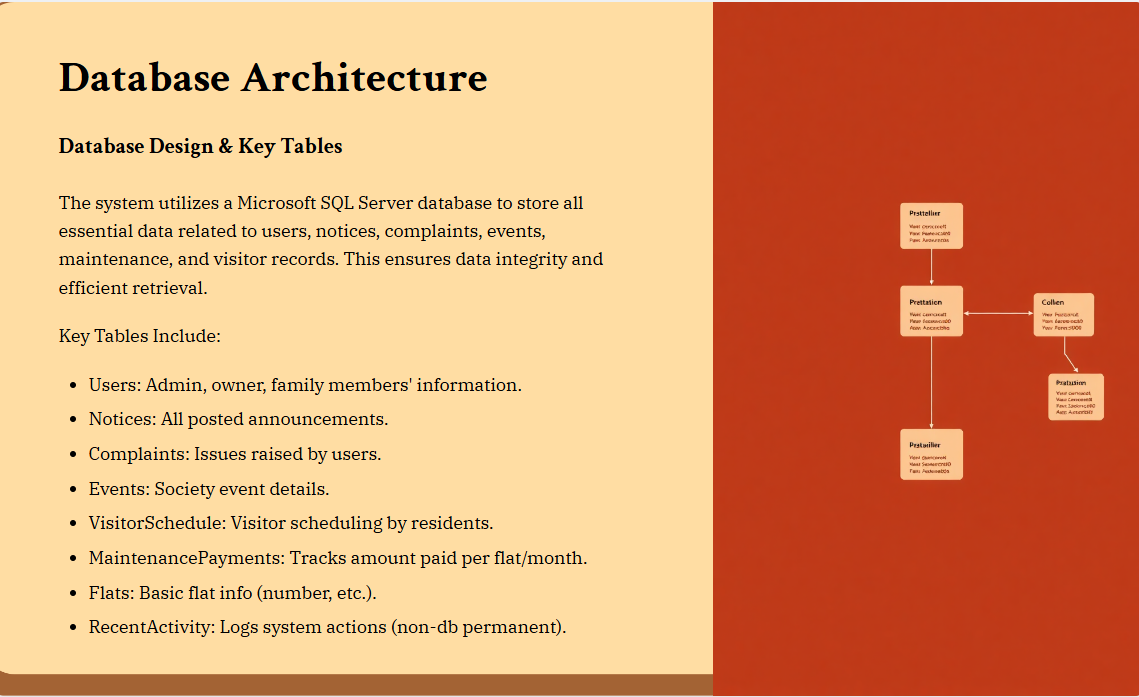 Database Architecture
Database Design & Key Tables
The system utilizes a Microsoft SQL Server database to store all
essential data related to users, notices, complaints, events,
maintenance, and visitor records. This ensures data integrity and
efficient retrieval.
Key Tables Include:
• Users: Admin, owner, family members' information.
• Notices: All posted announcements.
• Complaints: Issues raised by users.
• Events: Society event details.
• VisitorSchedule: Visitor scheduling by residents.
• MaintenancePayments: Tracks amount paid per flat/month.
• Flats: Basic flat info (number, etc.).
• RecentActivity: Logs system actions (non-db permanent).